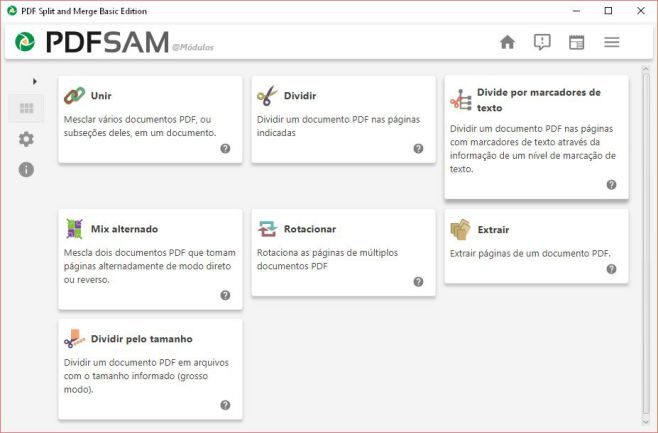 PDF Split and Merge Basic Edition
PDFSAM @Módulos
Unir
Mesclar vários documentos PDF, ou
subseções deles, em um documento.
Dividir
Dividir um documento PDF nas páginas
indicadas
Divide por marcadores de
texto
Dividir um documento PDF nas páginas
com marcadores de texto através da
informação de um nível de marcação de
texto.
Mix alternado
Mescla dois documentos PDF que tomam
páginas alternadamente de modo direto
ou reverso.
Rotacionar
Rotaciona as páginas de múltiplos
documentos PDF
Extrair
Extrair páginas de um documento PDF.
Dividir pelo tamanho
Dividir um documento PDF em arquivos
com o tamanho informado (grosso
modo).